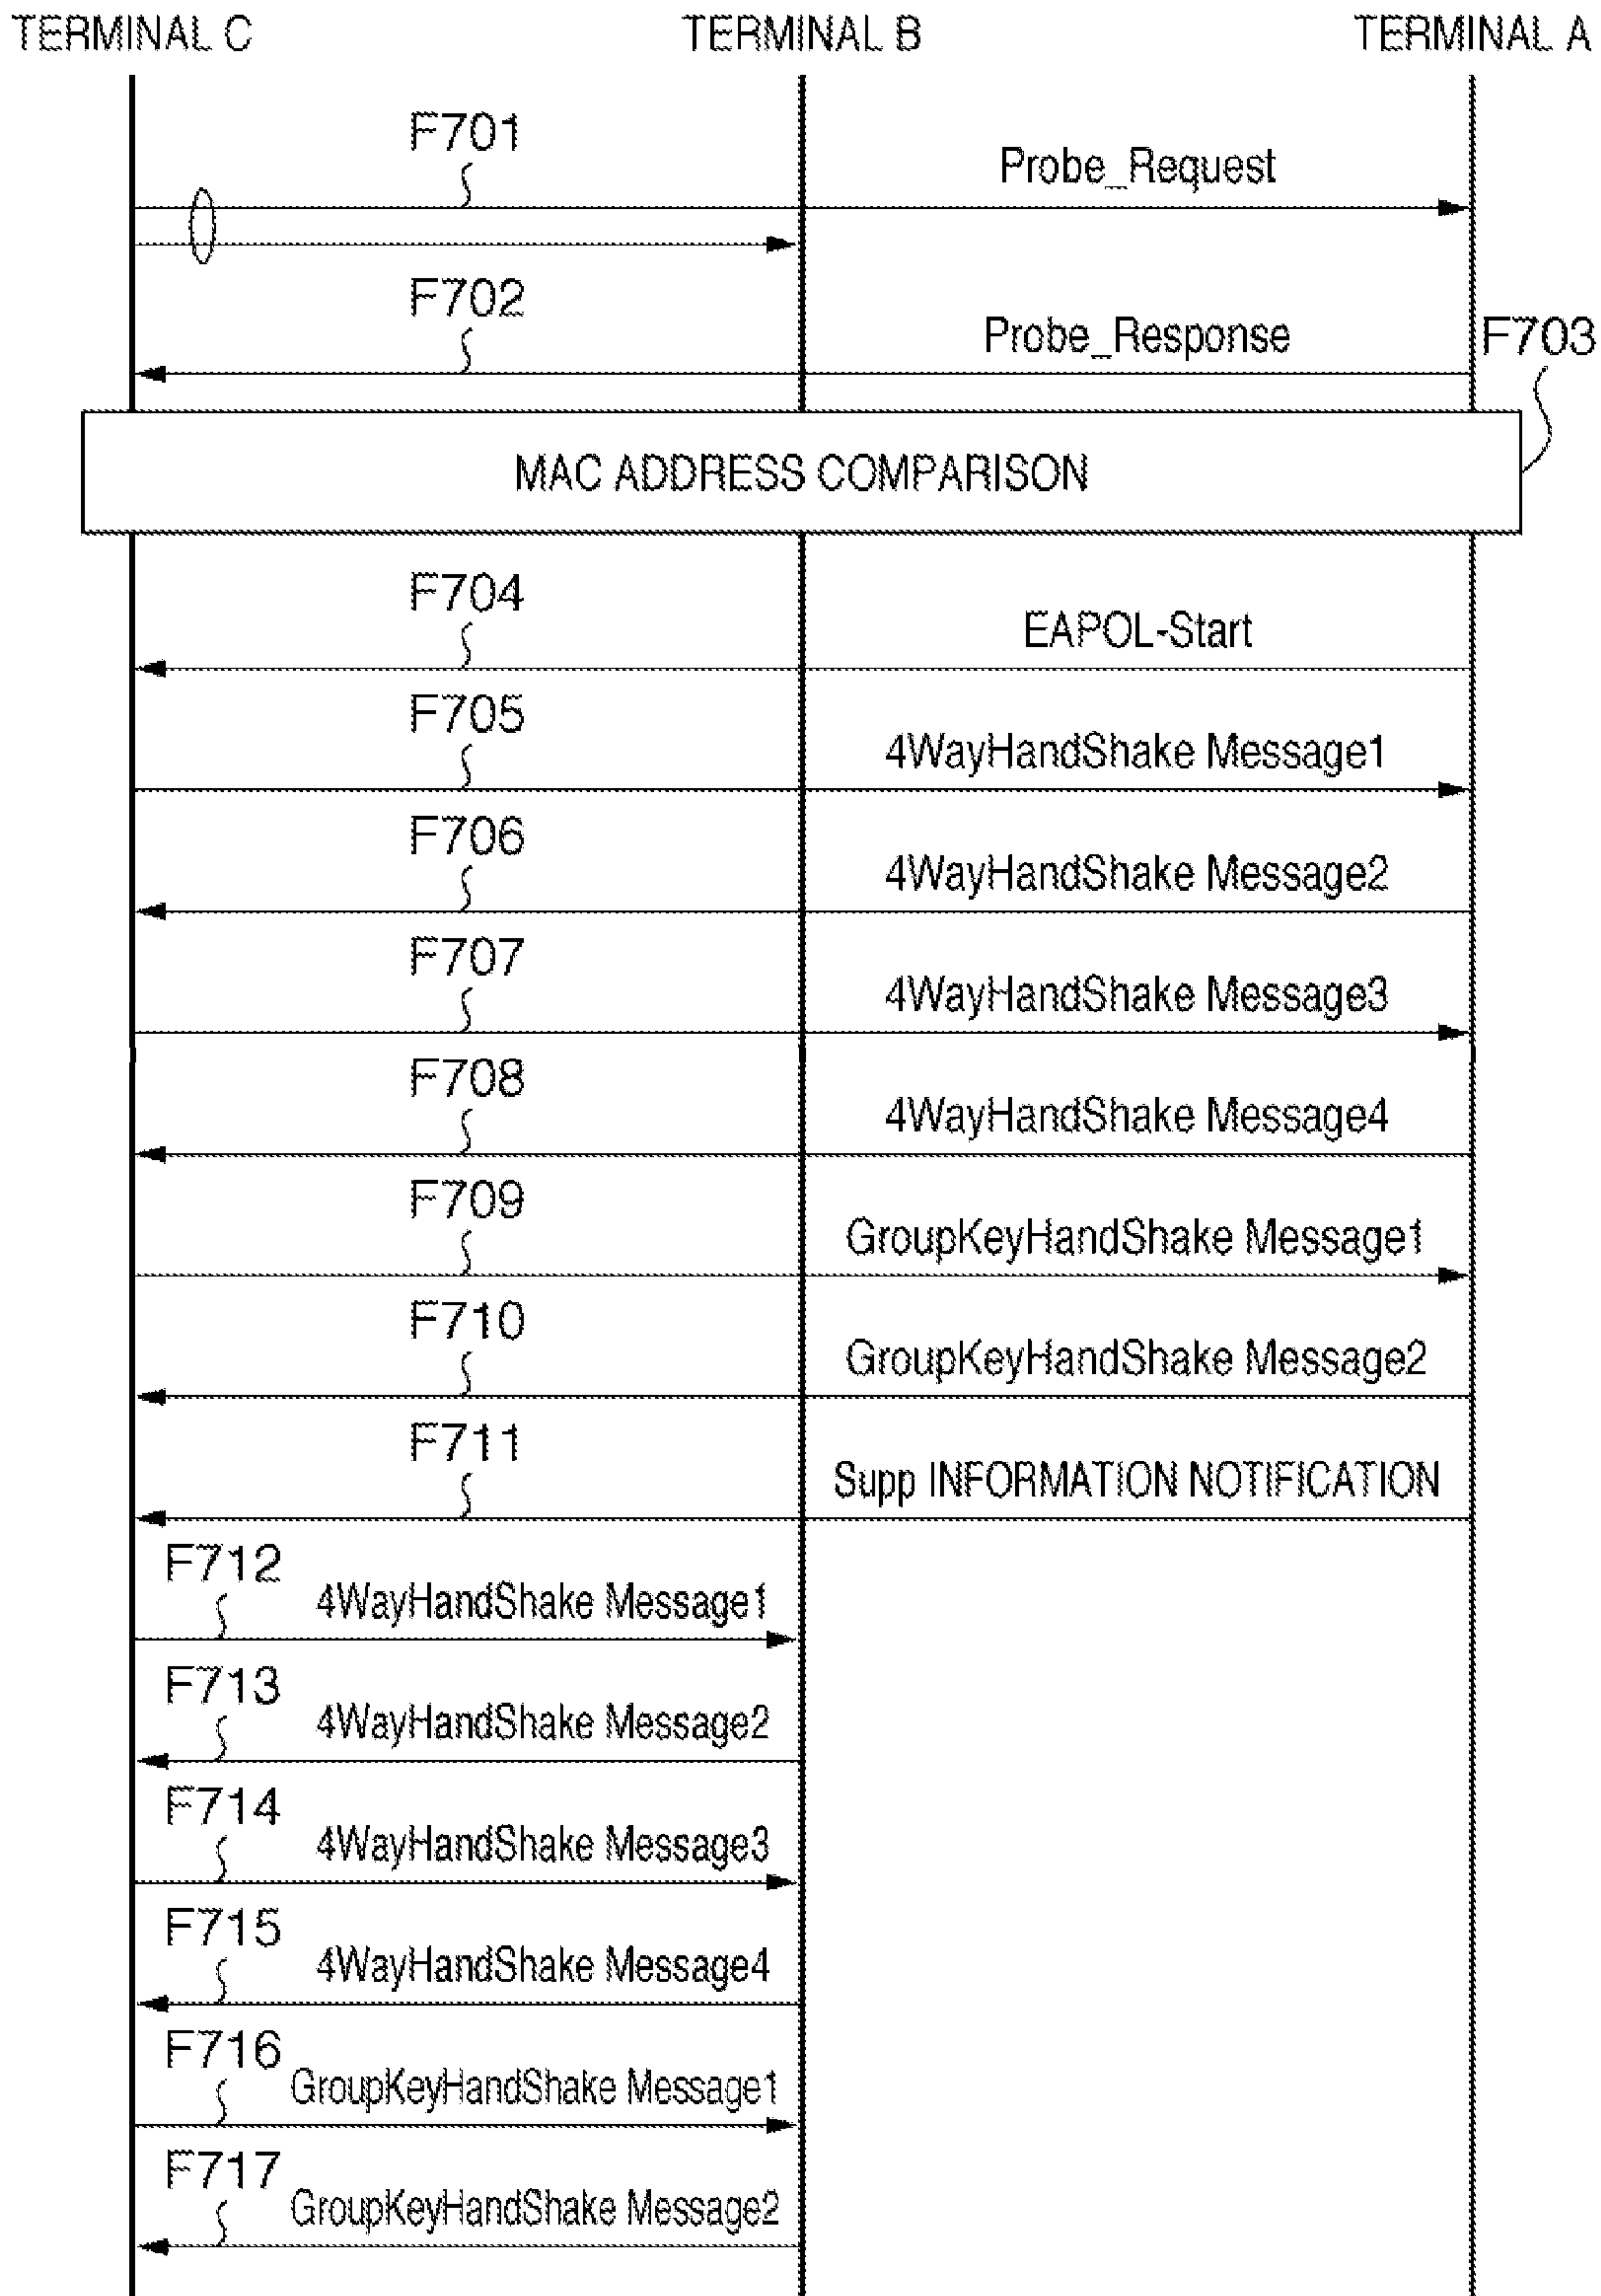 TERMINAL C TERMINAL B TERMINAL A
F701
Probe_Request
F702
Probe_Response
F703
MAC ADDRESS COMPARISON
F704
EAPOL-Start
F705
4WayHandShake Message1
F706
4WayHandShake Message2
F707
4WayHandShake Message3
F708
4WayHandShake Message4
F709
GroupKeyHandShake Message1
F710
GroupKeyHandShake Message2
F711
Supp INFORMATION NOTIFICATION
F712
4WayHandShake Message1
F713
4WayHandShake Message2
F714
4WayHandShake Message3
F715
4WayHandShake Message4
F716
GroupKeyHandShake Message1
F717
GroupKeyHandShake Message2